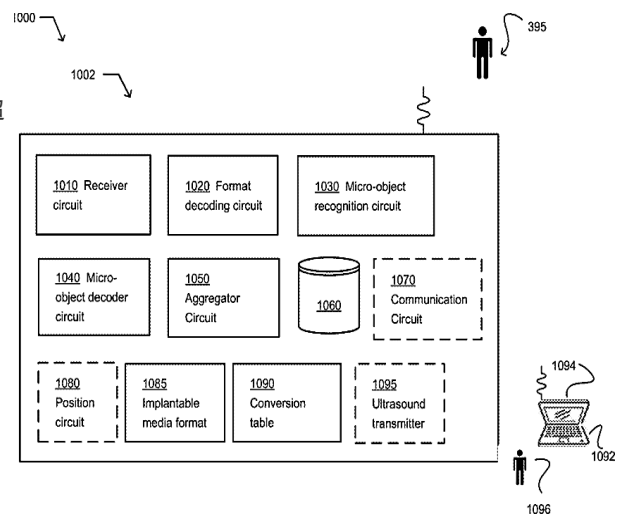 1000
395
1002
1010 Receiver
circuit
1020 Format
decoding circuit
1030 Micro-object
recognition circuit
1040 Micro-
object decoder
circuit
1050
Aggregator
Circuit
1060
1070
Communication
Circuit
1080
Position
circuit
1085
Implantable
media format
1090
Conversion
table
1095
Ultrasound
transmitter
1094
1092
1096